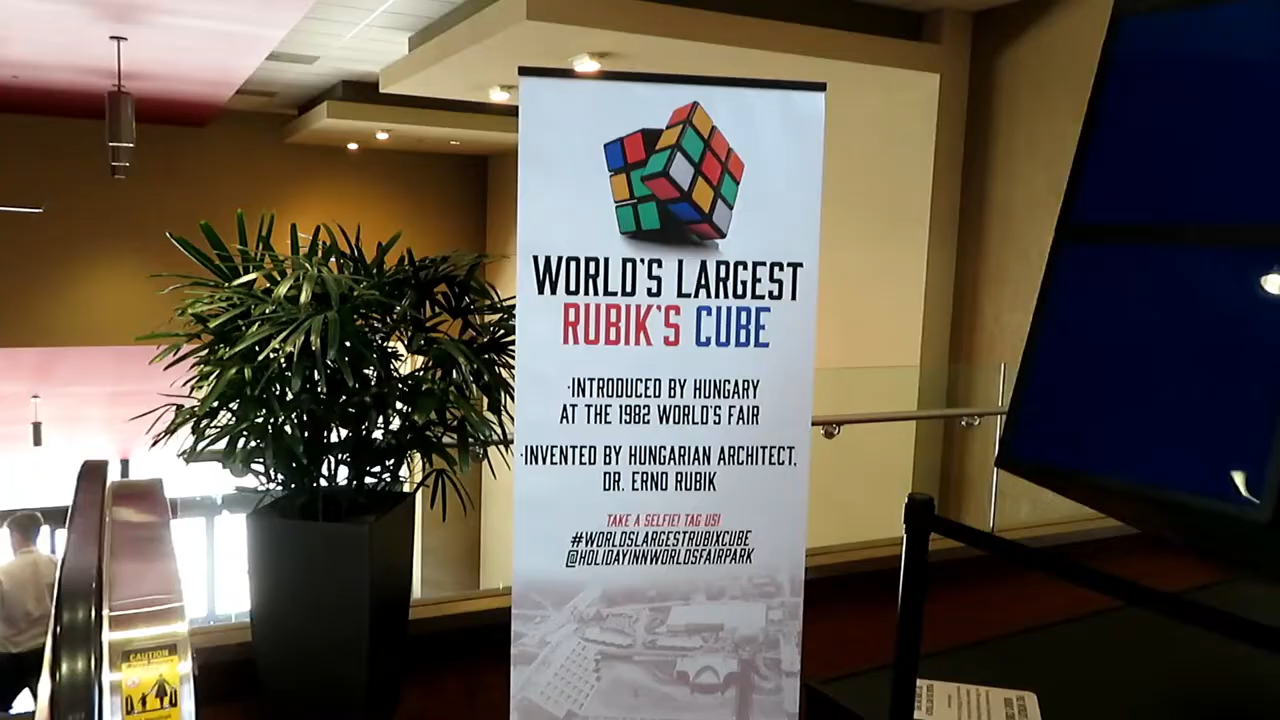 WORLD'S LARGEST
RUBIK'S CUBE
·INTRODUCED BY HUNGARY
AT THE 1982 WORLD'S FAIR
·INVENTED BY HUNGARIAN ARCHITECT,
DR. ERNO RUBIK
TAKE A SELFIE! TAG US!
#WORLDSLARGESTRUBIXCUBE
@HOLIDAYINNWORLDSFAIRPARK
CAUTION